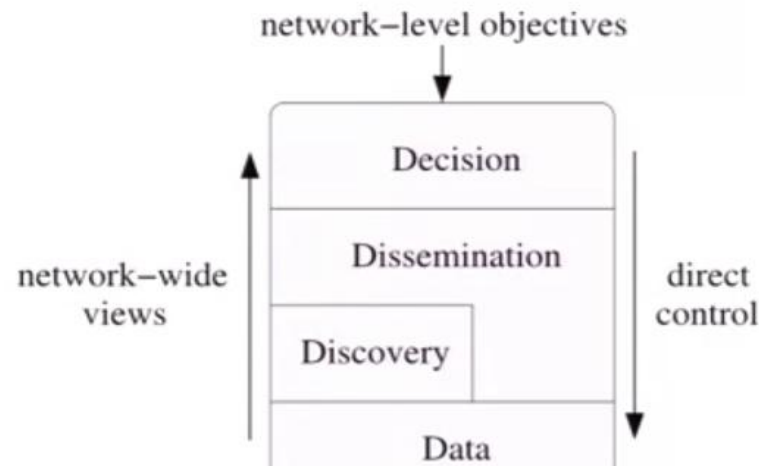 network–level objectives
Decision
Dissemination
network–wide
views
direct
control
Discovery
Data